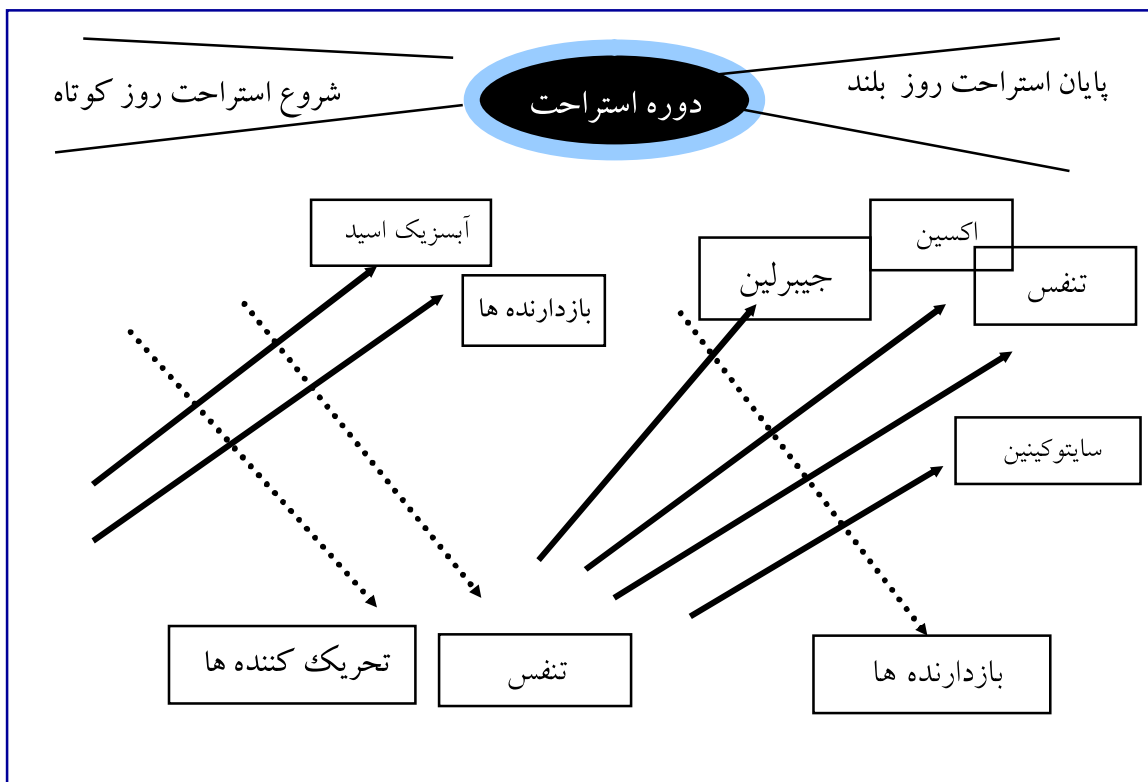 پایان استراحت روز بلند
دوره استراحت
شروع استراحت روز کوتاه
اکسین
تنفس
جیبرلین
آبسزیک اسید
بازدارنده ها
سایتوکینین
بازدارنده ها
تنفس
تحریک کننده ها